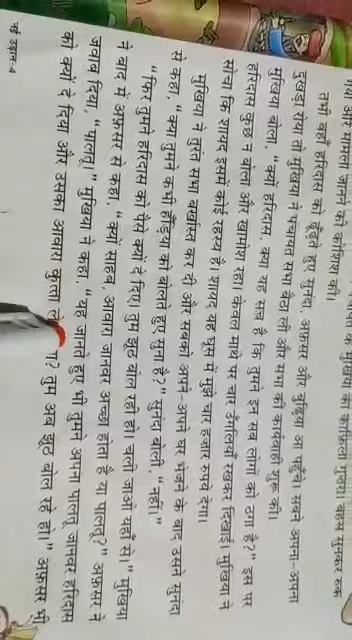 के मुखिया का काफ़िला गुज़रा। बहस सुनकर रुक
गया और मामला जानने की कोशिश की।
तभी वहाँ हरिदास को ढूँढ़ते हुए सुनंदा, अफ़सर और बुढ़िया आ पहुँचे। सबने अपना-अपना
दुखड़ा रोया तो मुखिया ने पंचायत सभा बैठा ली और सभा की कार्यवाही शुरू की।
मुखिया बोला, "क्यों हरिदास, क्या यह सच है कि तुमने इन सब लोगों को ठगा है?" इस पर
हरिदास कुछ न बोला और खामोश रहा। केवल माथे पर चार उँगलियाँ रखकर दिखाईं। मुखिया ने
सोचा कि शायद इसमें कोई रहस्य है। शायद यह घूस में मुझे चार हज़ार रुपये देगा।
मुखिया ने तुरंत सभा बर्खास्त कर दी और सबको अपने-अपने घर भेजने के बाद उसने सुनंदा
से कहा, "क्या तुमने कभी हँडिया को बोलते हुए सुना है?" सुनंदा बोली, "नहीं।"
"फिर तुमने हरिदास को पैसे क्यों दे दिए? तुम झूठ बोल रही हो। चली जाओ यहाँ से।" मुखिया
ने बाद में अफ़सर से कहा, "क्यों साहब, आवारा जानवर अच्छा होता है या पालतू?" अफ़सर ने
जवाब दिया, "पालतू।" मुखिया ने कहा, "यह जानते हुए भी तुमने अपना पालतू जानवर हरिदास
को क्यों दे दिया और उसका आवारा कुत्ता तुम अब झूठ बोल रहे हो।" अफ़सर भी
नई उड़ान-4